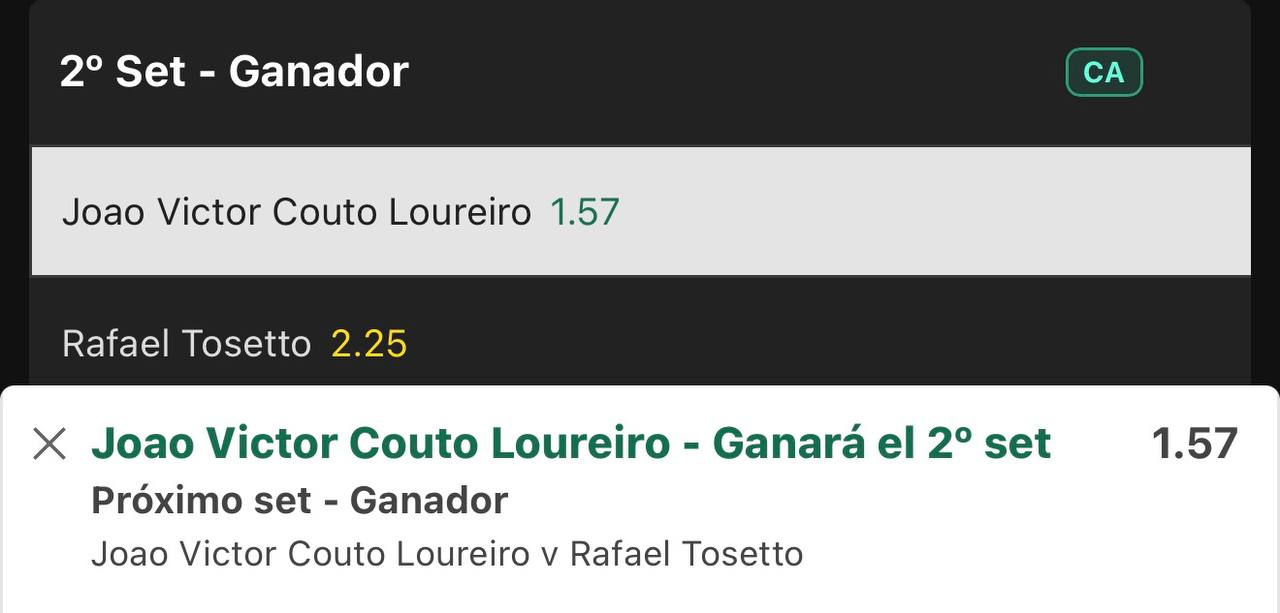 2º Set - Ganador CA
Joao Victor Couto Loureiro 1.57
Rafael Tosetto 2.25
Joao Victor Couto Loureiro - Ganará el 2º set 1.57
Próximo set - Ganador
Joao Victor Couto Loureiro v Rafael Tosetto